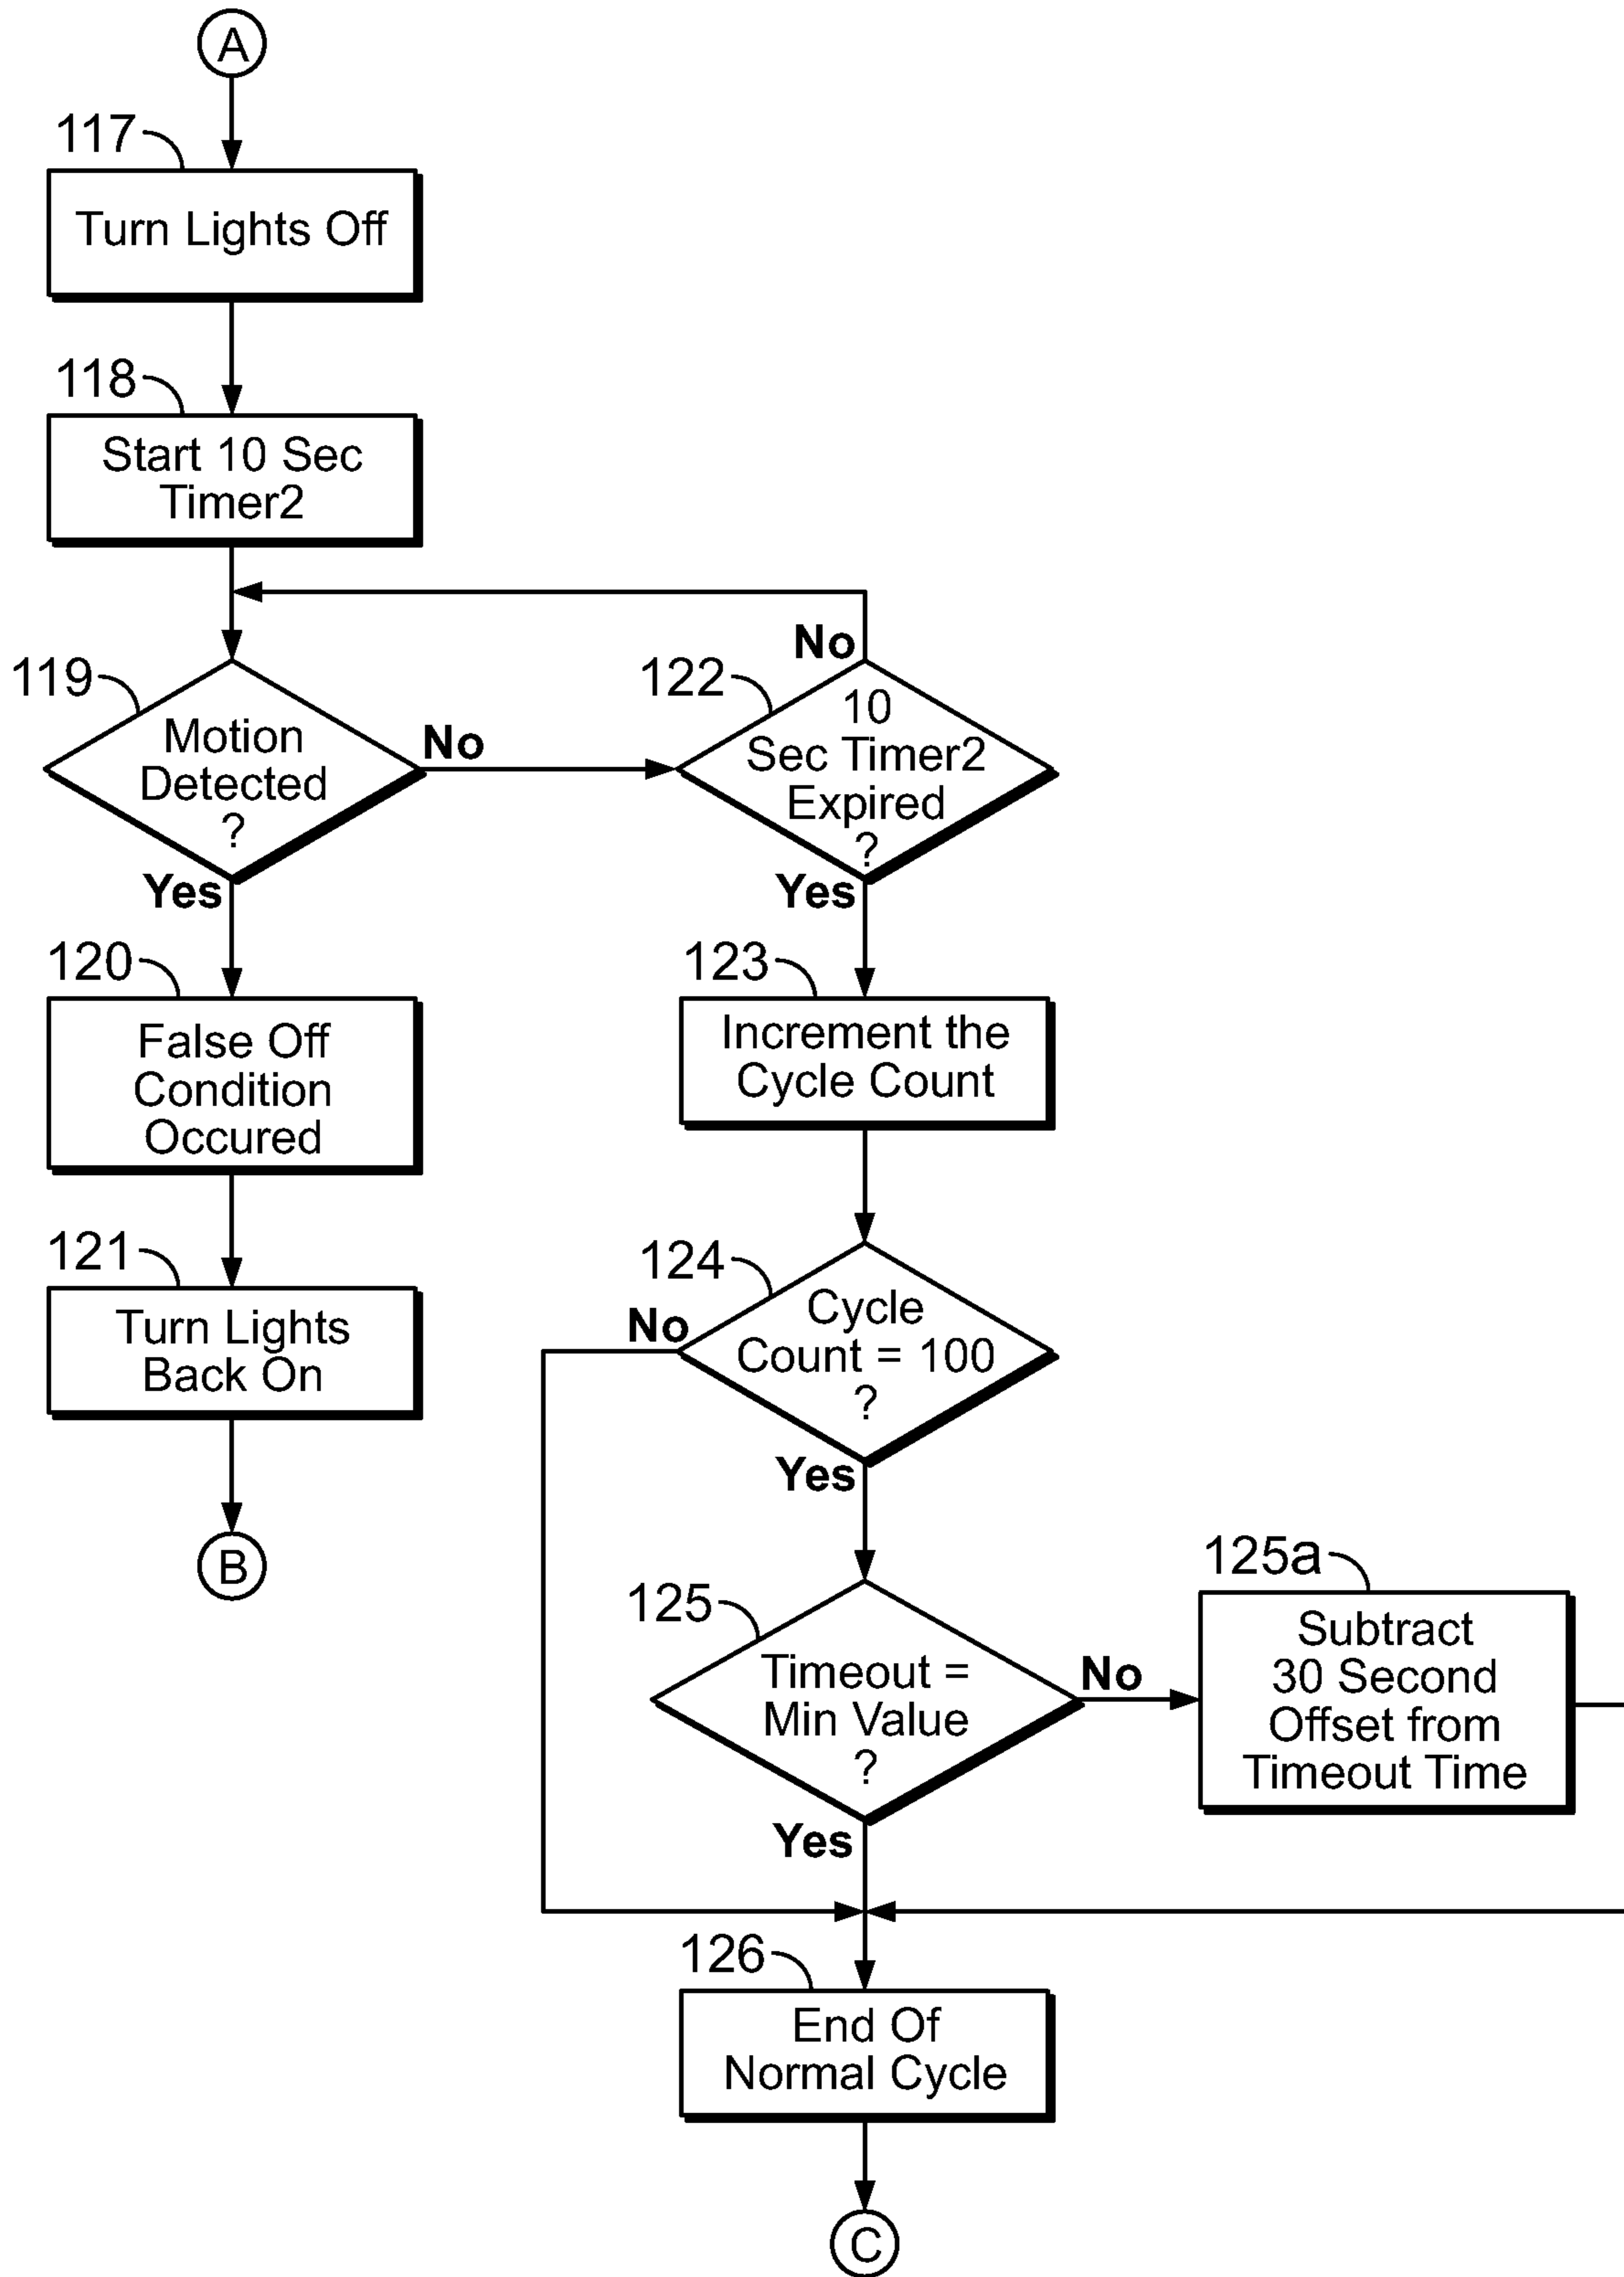 A
117
Turn Lights Off
118
Start 10 Sec
Timer2
119
Motion
Detected
?
No
Yes
122
No
10
Sec Timer2
Expired
?
Yes
120
False Off
Condition
Occured
123
Increment the
Cycle Count
121
Turn Lights
Back On
B
124
No
Cycle
Count = 100
?
Yes
125
Timeout =
Min Value
?
No
Yes
125a
Subtract
30 Second
Offset from
Timeout Time
126
End Of
Normal Cycle
C